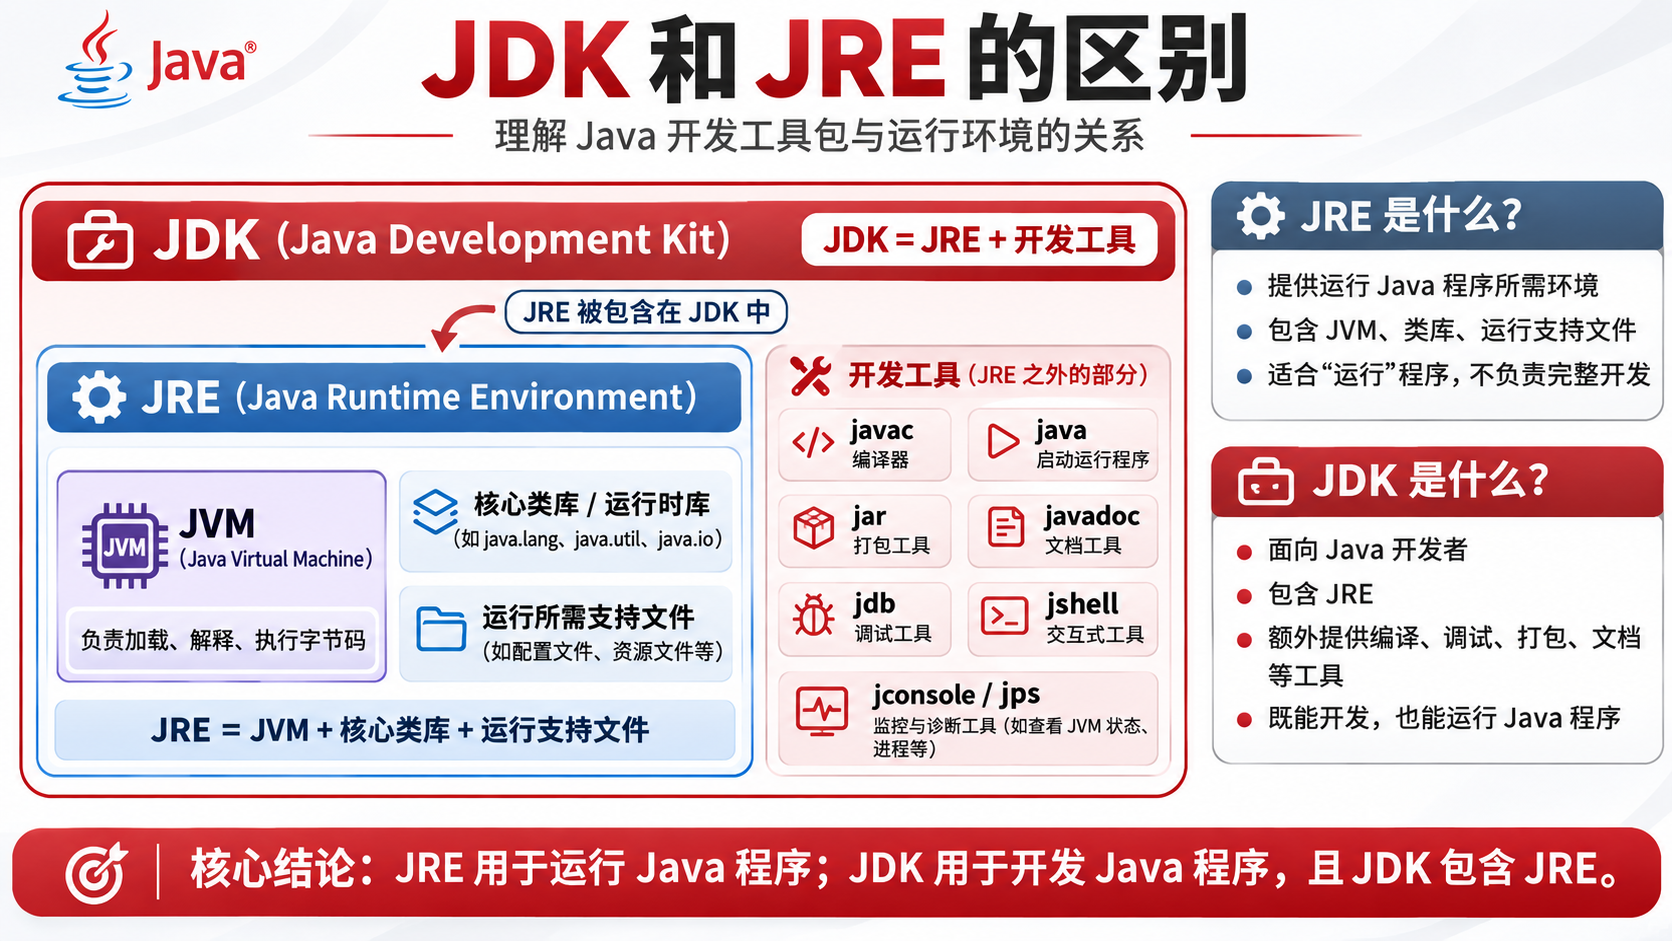 Java®
JDK 和 JRE 的区别
理解 Java 开发工具包与运行环境的关系
JDK (Java Development Kit)
JDK = JRE + 开发工具
JRE 被包含在 JDK 中
JRE (Java Runtime Environment)
JVM
JVM
(Java Virtual Machine)
负责加载、解释、执行字节码
核心类库 / 运行时库
(如 java.lang、java.util、java.io)
运行所需支持文件
(如配置文件、资源文件等)
JRE = JVM + 核心类库 + 运行支持文件
开发工具 (JRE 之外的部分)
javac
编译器
java
启动运行程序
jar
打包工具
javadoc
文档工具
jdb
调试工具
jshell
交互式工具
jconsole / jps
监控与诊断工具 (如查看 JVM 状态、
进程等)
JRE 是什么?
提供运行 Java 程序所需环境
包含 JVM、类库、运行支持文件
适合“运行”程序，不负责完整开发
JDK 是什么?
面向 Java 开发者
包含 JRE
额外提供编译、调试、打包、文档
等工具
既能开发，也能运行 Java 程序
核心结论：JRE 用于运行 Java 程序；JDK 用于开发 Java 程序，且 JDK 包含 JRE。